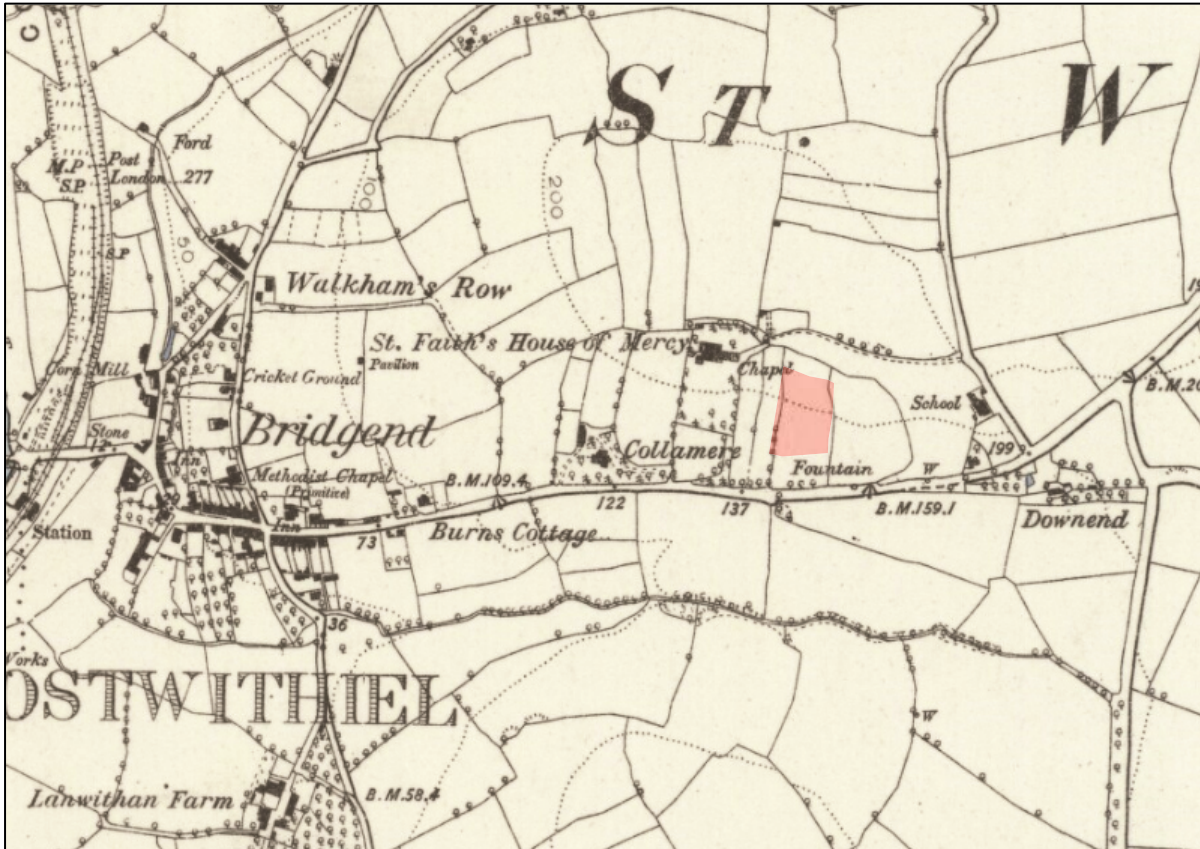 C
S T W
Ford
M.P
S.P.
Post
London 277
S.P
100
200
50
Walkham's Row
St. Faith's House of Mercy
Chapel
Pavilion
Cricket Ground
Corn Mill
Bridgend
Stone
Inn
Methodist Chapel
(Primitice)
B.M.109.4
Collamere
Fountain
School
199
W
B.M.159.1
Downend
Station
Inn
73
Burns Cottage
122
137
36
Works
OSTWITHIEL
W
Lanwithan Farm
B.M.58.4